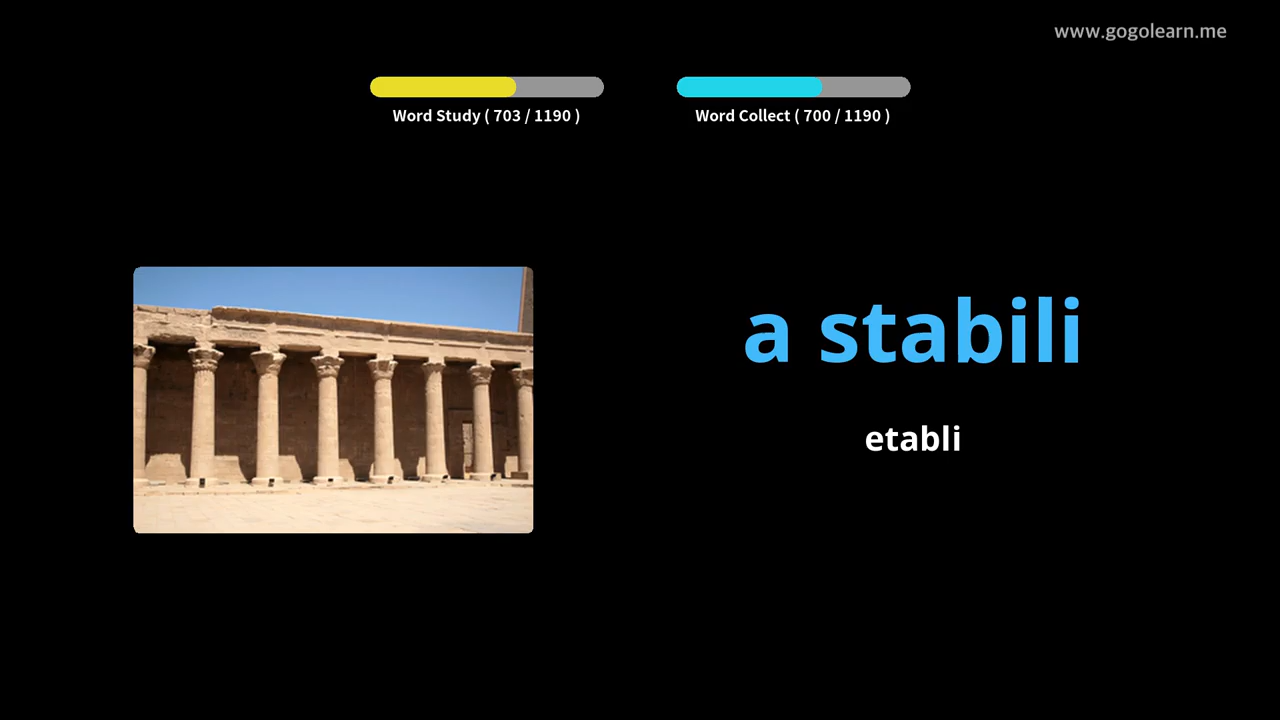 www.gogolearn.me
Word Study ( 703 / 1190 )
Word Collect ( 700 / 1190 )
a stabili
etabli